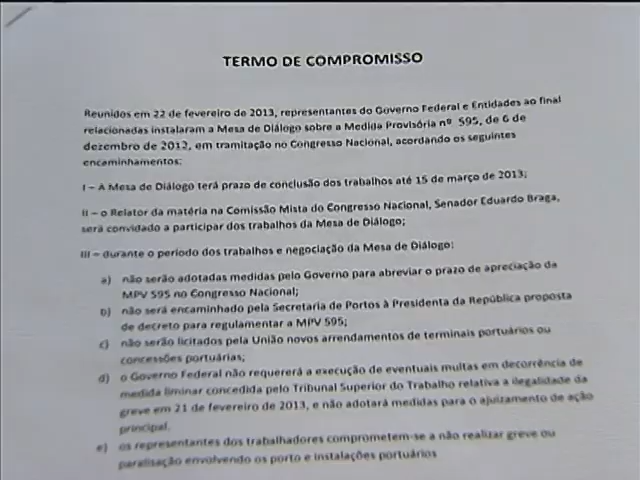 TERMO DE COMPROMISSO
Reunidos em 22 de fevereiro de 2013, representantes do Governo Federal e Entidades ao final
relacionadas instalaram a Mesa de Diálogo sobre a Medida Provisória nº 595, de 6 de
dezembro de 2012, em tramitação no Congresso Nacional, acordando os seguintes
encaminhamentos:
I – A Mesa de Diálogo terá prazo de conclusão dos trabalhos até 15 de março de 2013;
II – o Relator da matéria na Comissão Mista do Congresso Nacional, Senador Eduardo Braga,
será convidado a participar dos trabalhos da Mesa de Diálogo;
III – durante o período dos trabalhos e negociação da Mesa de Diálogo:
a) não serão adotadas medidas pelo Governo para abreviar o prazo de apreciação da
MPV 595 no Congresso Nacional;
b) não será encaminhado pela Secretaria de Portos à Presidenta da República proposta
de decreto para regulamentar a MPV 595;
c) não serão licitados pela União novos arrendamentos de terminais portuários ou
concessões portuárias;
d) o Governo Federal não requererá a execução de eventuais multas em decorrência de
medida liminar concedida pelo Tribunal Superior do Trabalho relativa a ilegalidade da
greve em 21 de fevereiro de 2013, e não adotará medidas para o ajuizamento de ação
principal.
e) os representantes dos trabalhadores comprometem-se a não realizar greve ou
paralisação envolvendo os porto e instalações portuários